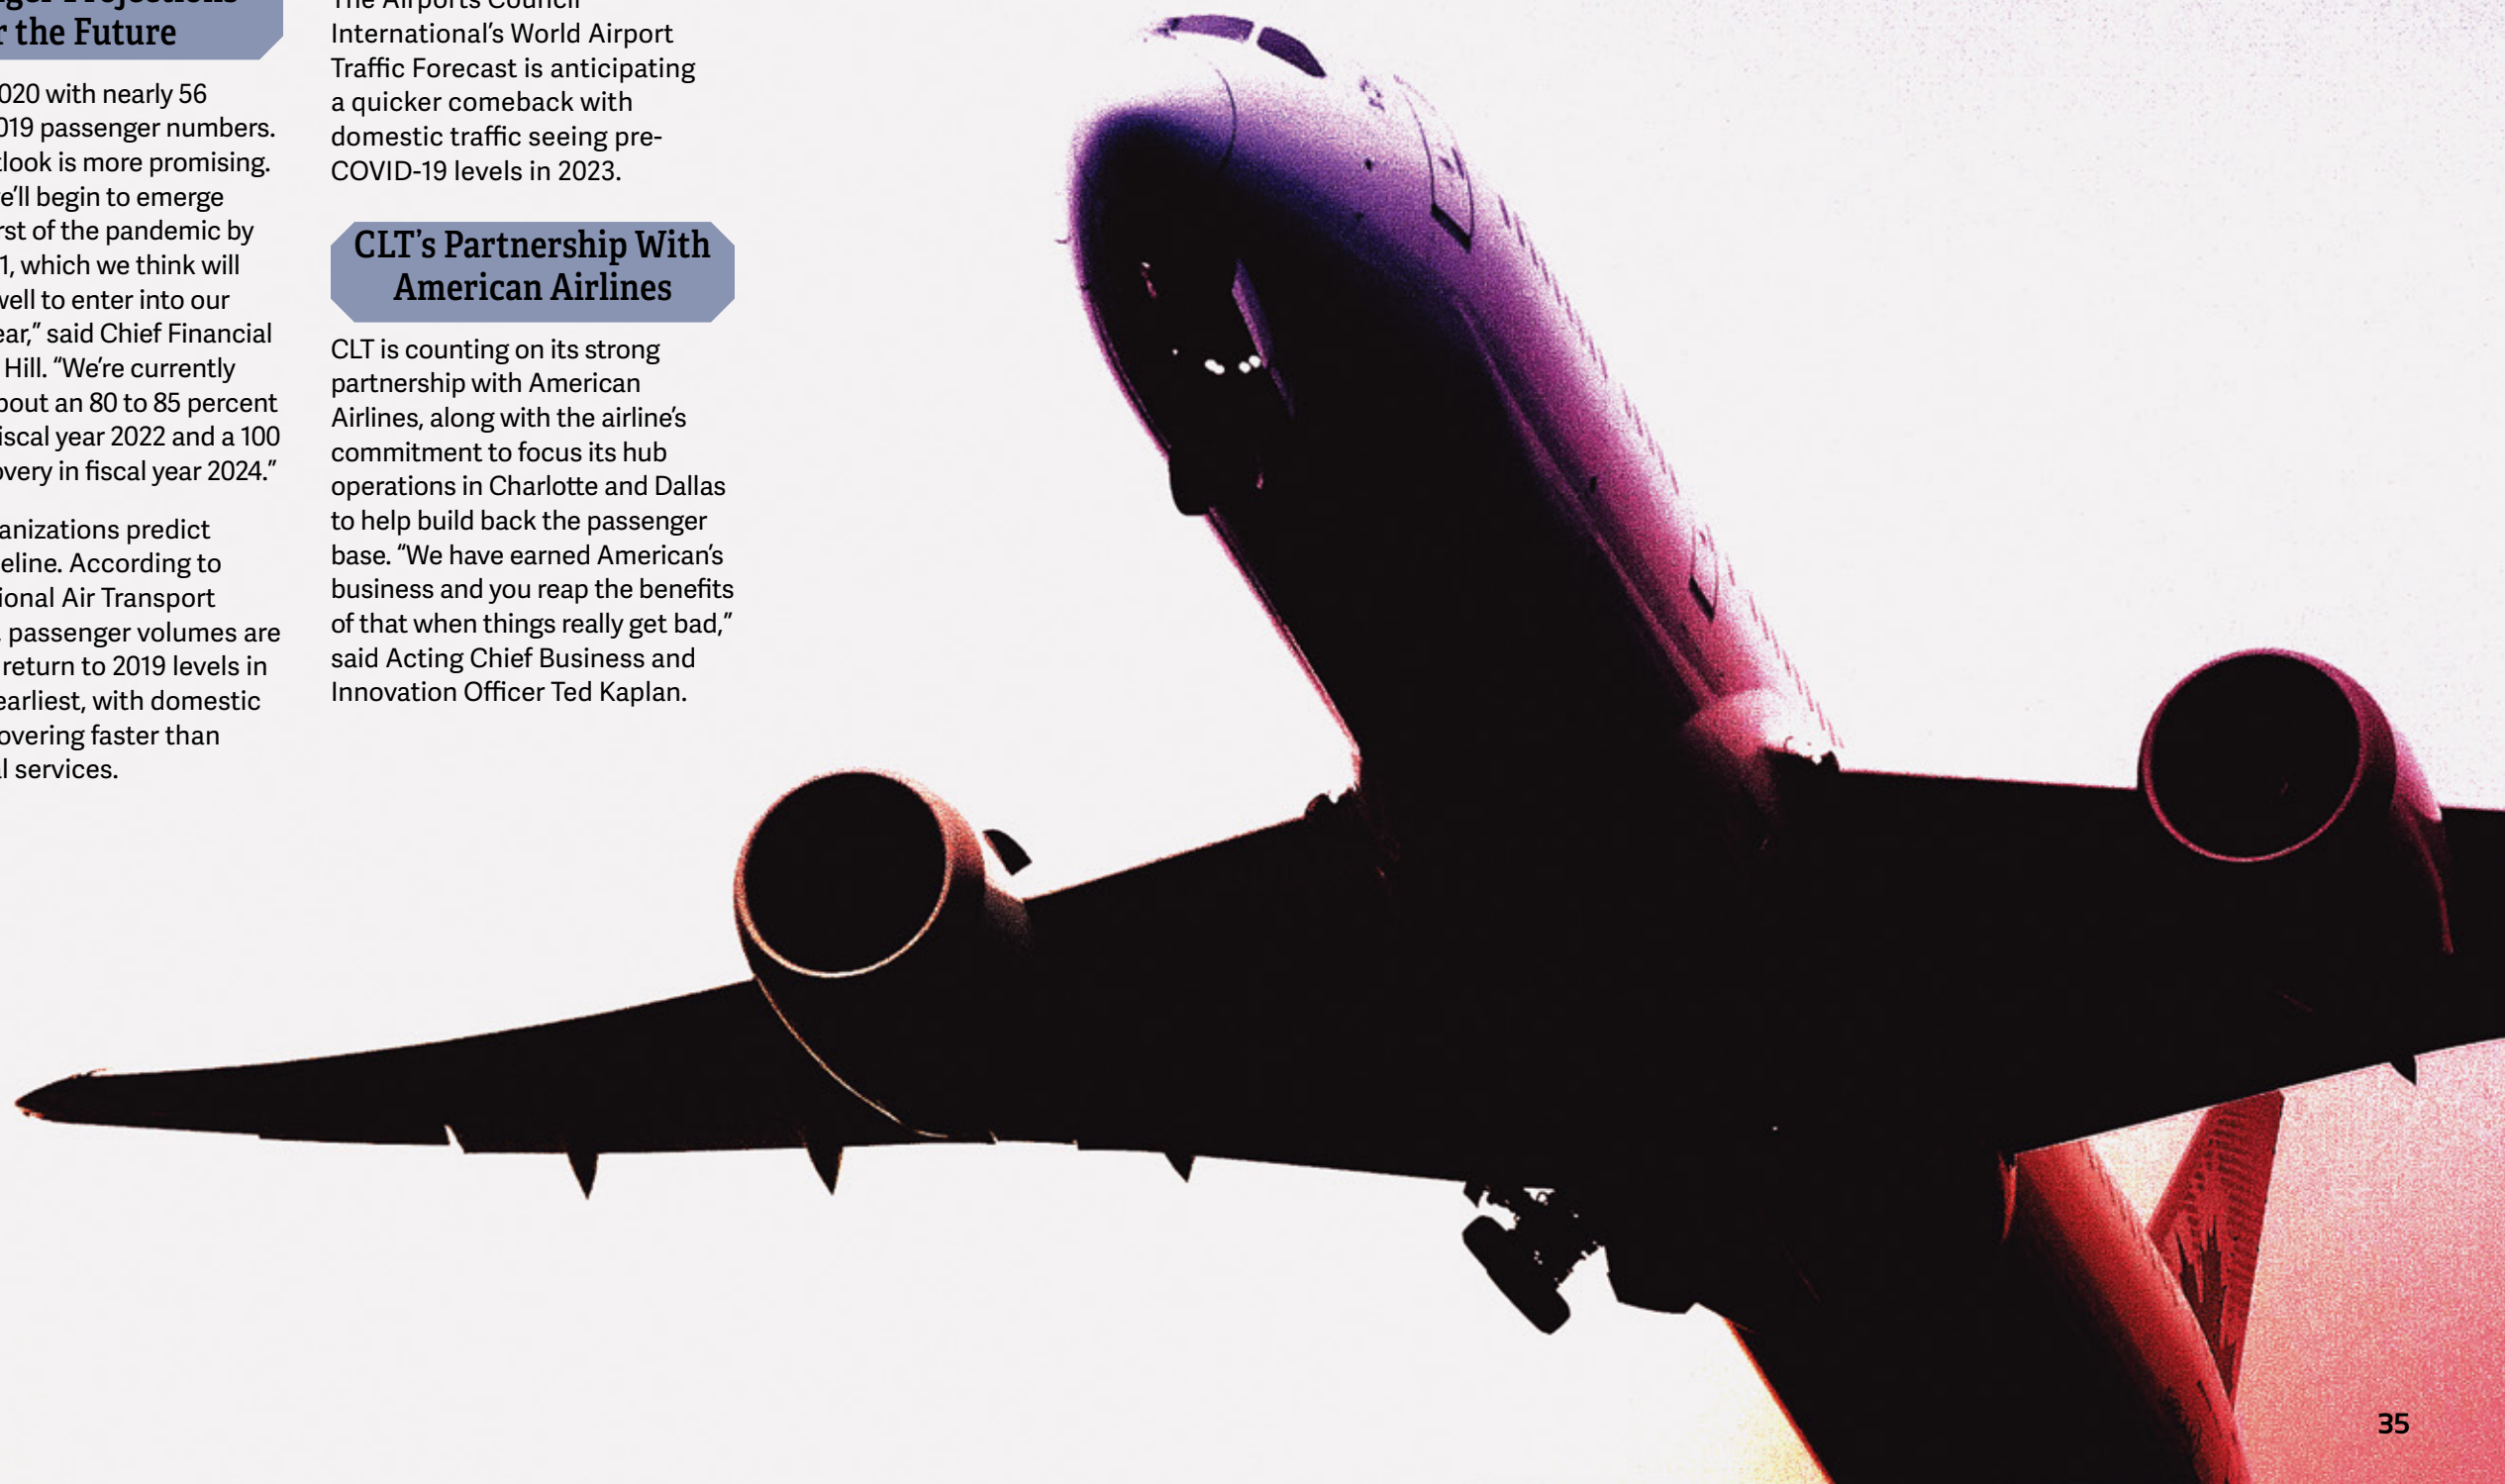 r the Future
020 with nearly 56
019 passenger numbers.
tlook is more promising.
e'll begin to emerge
rst of the pandemic by
1, which we think will
well to enter into our
ear,” said Chief Financial
Hill. “We’re currently
bout an 80 to 85 percent
iscal year 2022 and a 100
overy in fiscal year 2024.”
anizations predict
eline. According to
ional Air Transport
, passenger volumes are
return to 2019 levels in
earliest, with domestic
overing faster than
l services.
The Airports Council
International’s World Airport
Traffic Forecast is anticipating
a quicker comeback with
domestic traffic seeing pre-
COVID-19 levels in 2023.
CLT’s Partnership With
American Airlines
CLT is counting on its strong
partnership with American
Airlines, along with the airline’s
commitment to focus its hub
operations in Charlotte and Dallas
to help build back the passenger
base. “We have earned American’s
business and you reap the benefits
of that when things really get bad,”
said Acting Chief Business and
Innovation Officer Ted Kaplan.
35